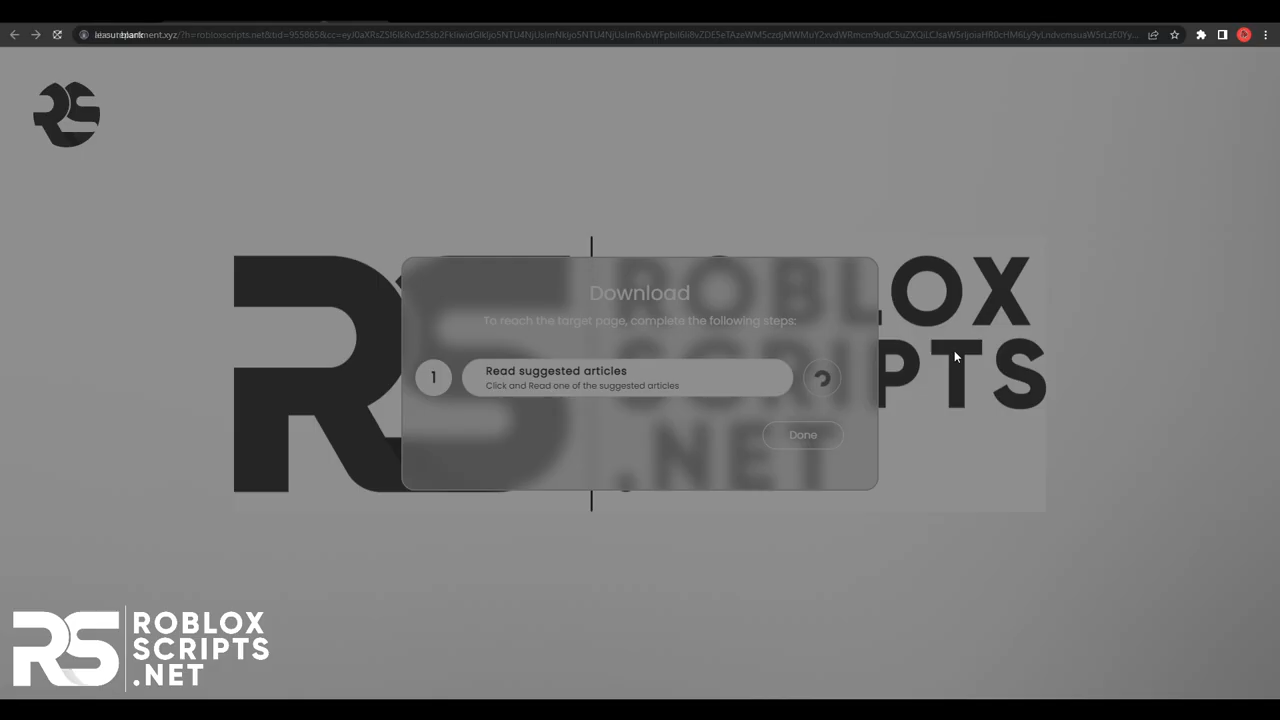 RS
RS
ROBLOX
SCRIPTS
.NET
Download
To reach the target page, complete the following steps:
1
Read suggested articles
Click and Read one of the suggested articles
Done
RS
ROBLOX
SCRIPTS
.NET